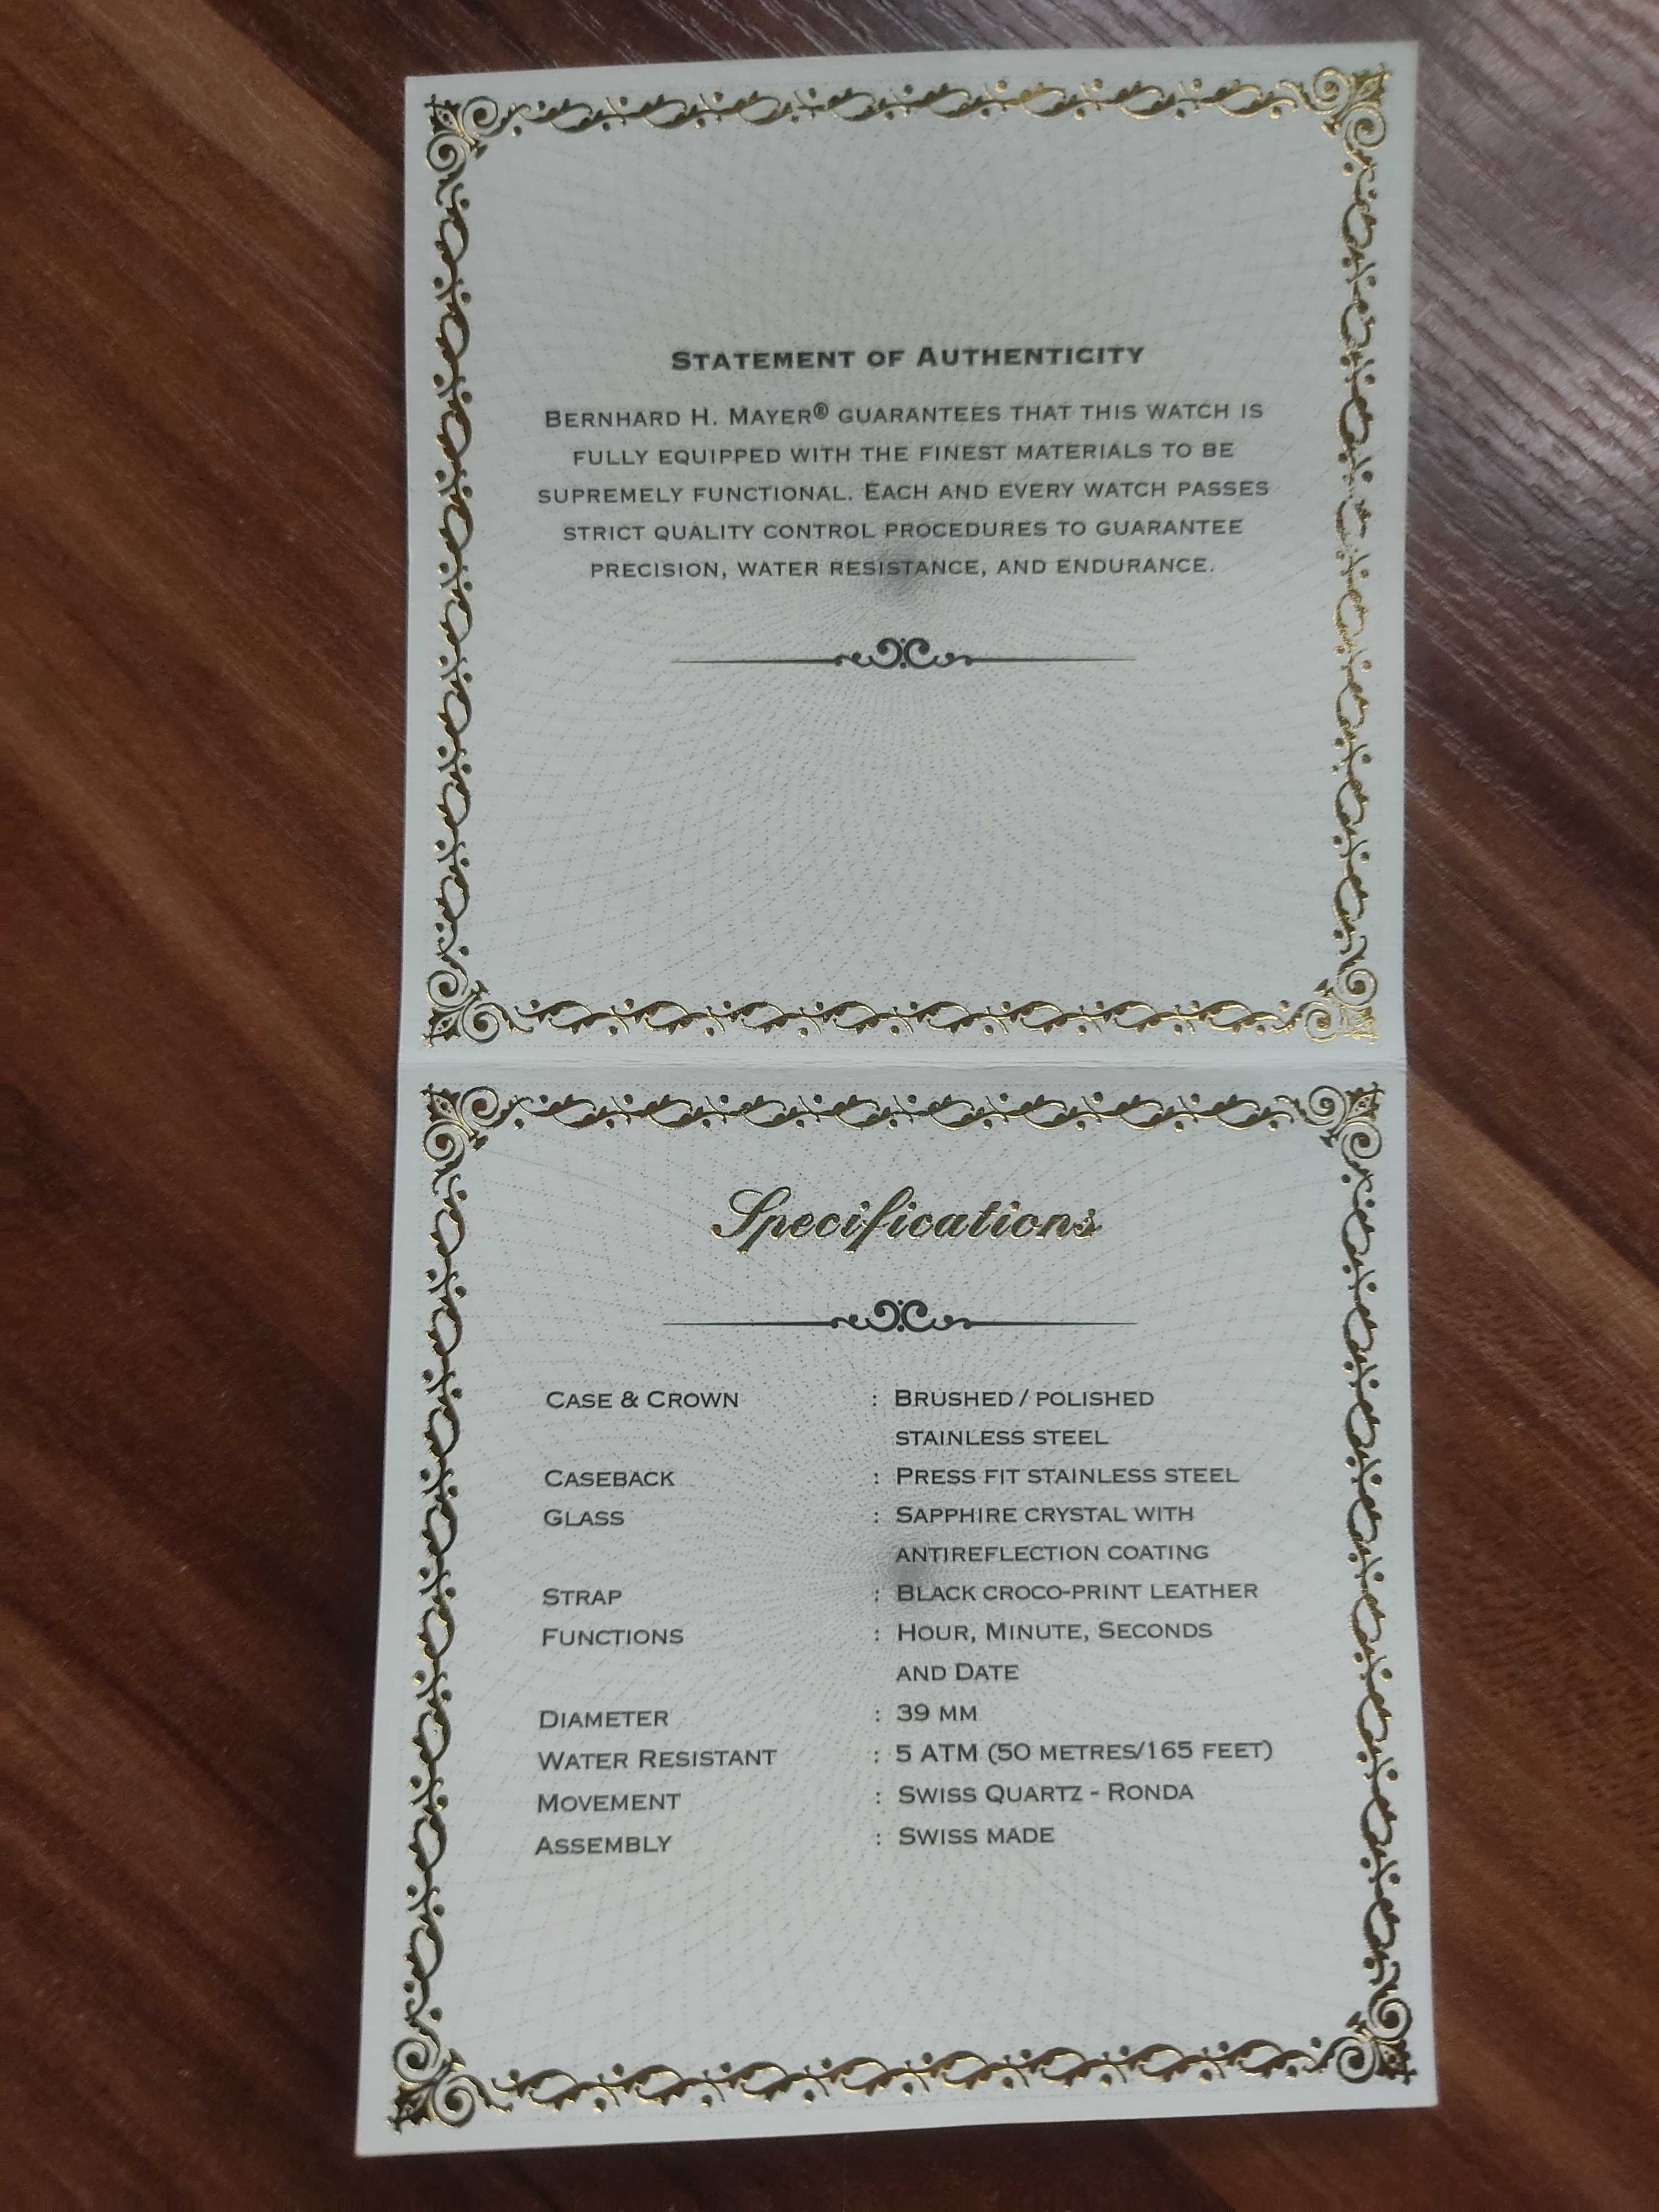 STATEMENT OF AUTHENTICITY
BERNHARD H. MAYER® GUARANTEES THAT THIS WATCH IS
FULLY EQUIPPED WITH THE FINEST MATERIALS TO BE
SUPREMELY FUNCTIONAL. EACH AND EVERY WATCH PASSES
STRICT QUALITY CONTROL PROCEDURES TO GUARANTEE
PRECISION, WATER RESISTANCE, AND ENDURANCE.
Specifications
CASE & CROWN : BRUSHED / POLISHED
STAINLESS STEEL
CASEBACK : PRESS FIT STAINLESS STEEL
GLASS : SAPPHIRE CRYSTAL WITH
ANTIREFLECTION COATING
STRAP : BLACK CROCO-PRINT LEATHER
FUNCTIONS : HOUR, MINUTE, SECONDS
AND DATE
DIAMETER : 39 MM
WATER RESISTANT : 5 ATM (50 METRES/165 FEET)
MOVEMENT : SWISS QUARTZ - RONDA
ASSEMBLY : SWISS MADE